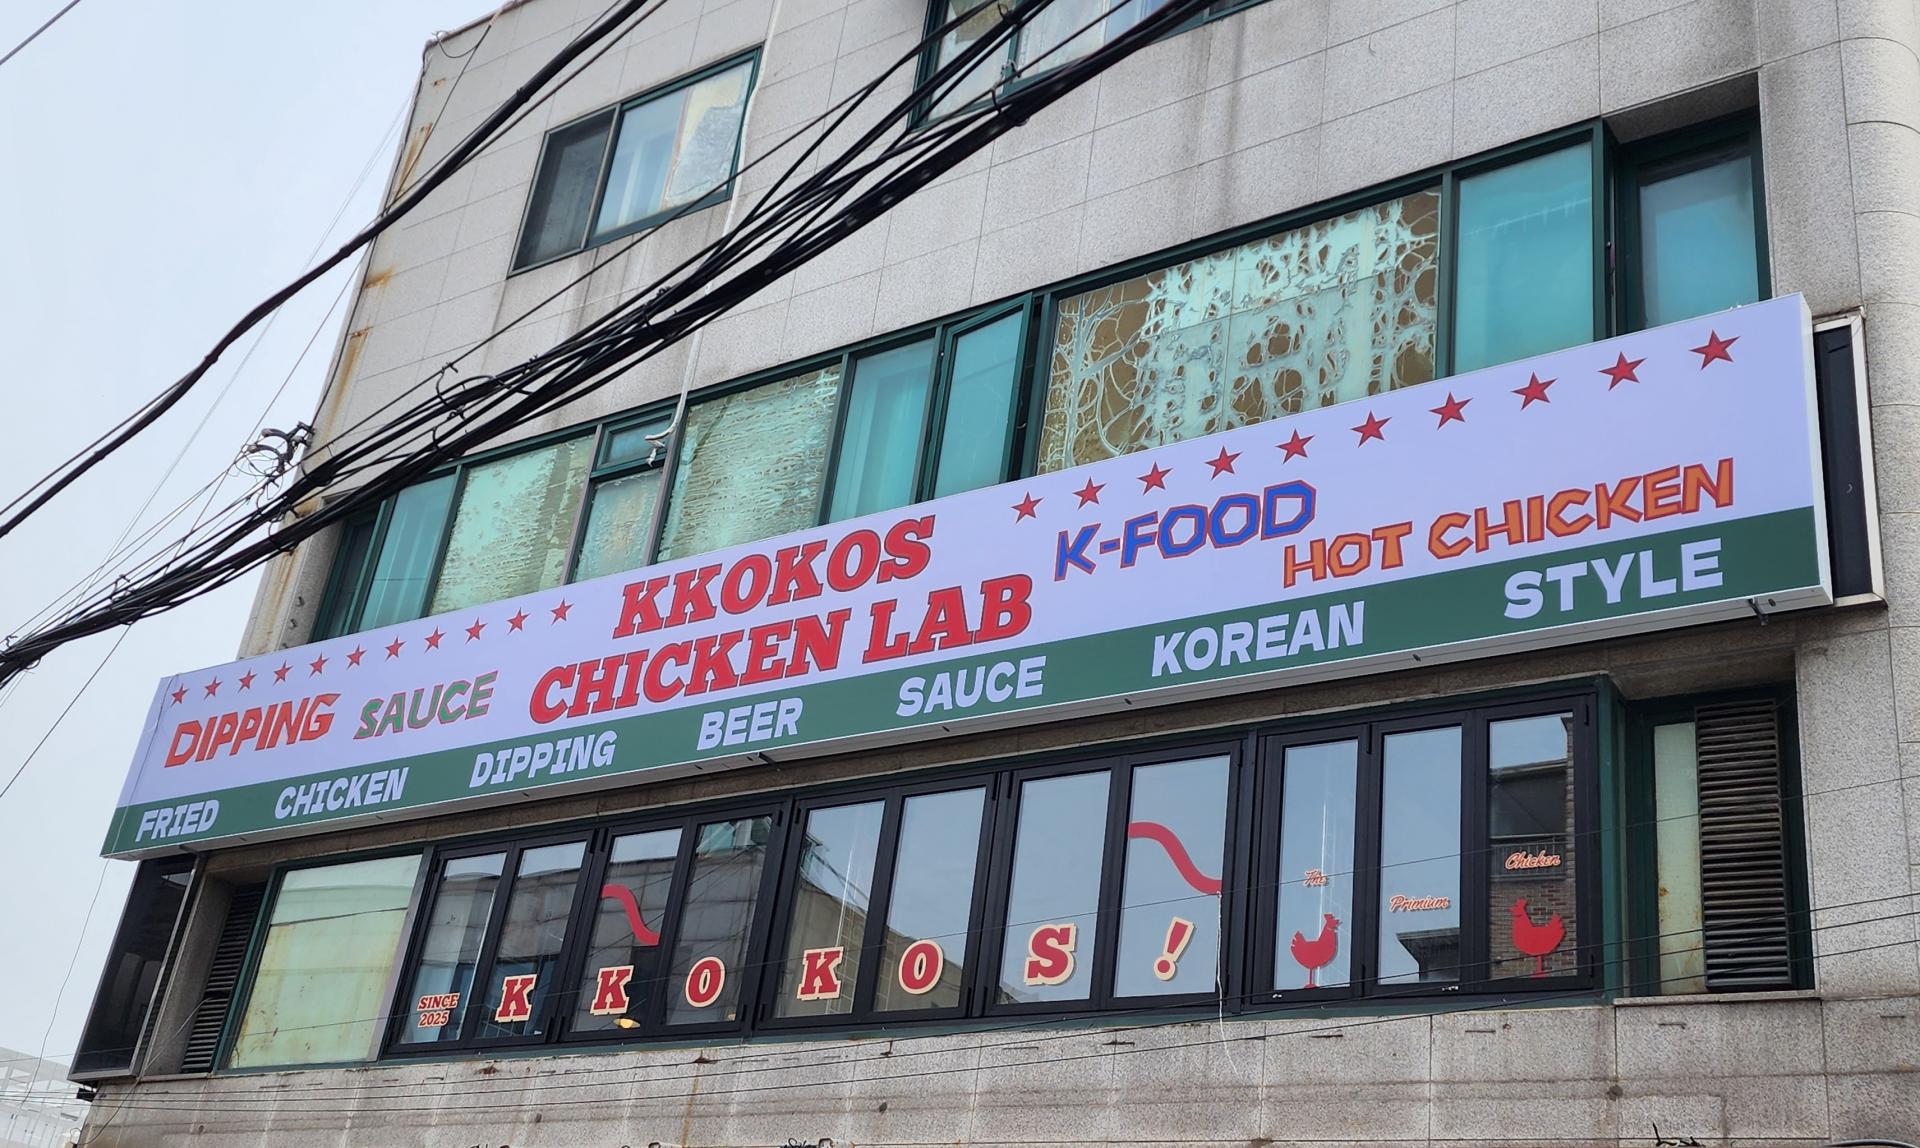 KKOKOS
CHICKEN LAB
DIPPING SAUCE
K-FOOD
HOT CHICKEN
FRIED CHICKEN DIPPING BEER SAUCE KOREAN STYLE
SINCE
2025
KKOKOS!
The
Primium
Chicken